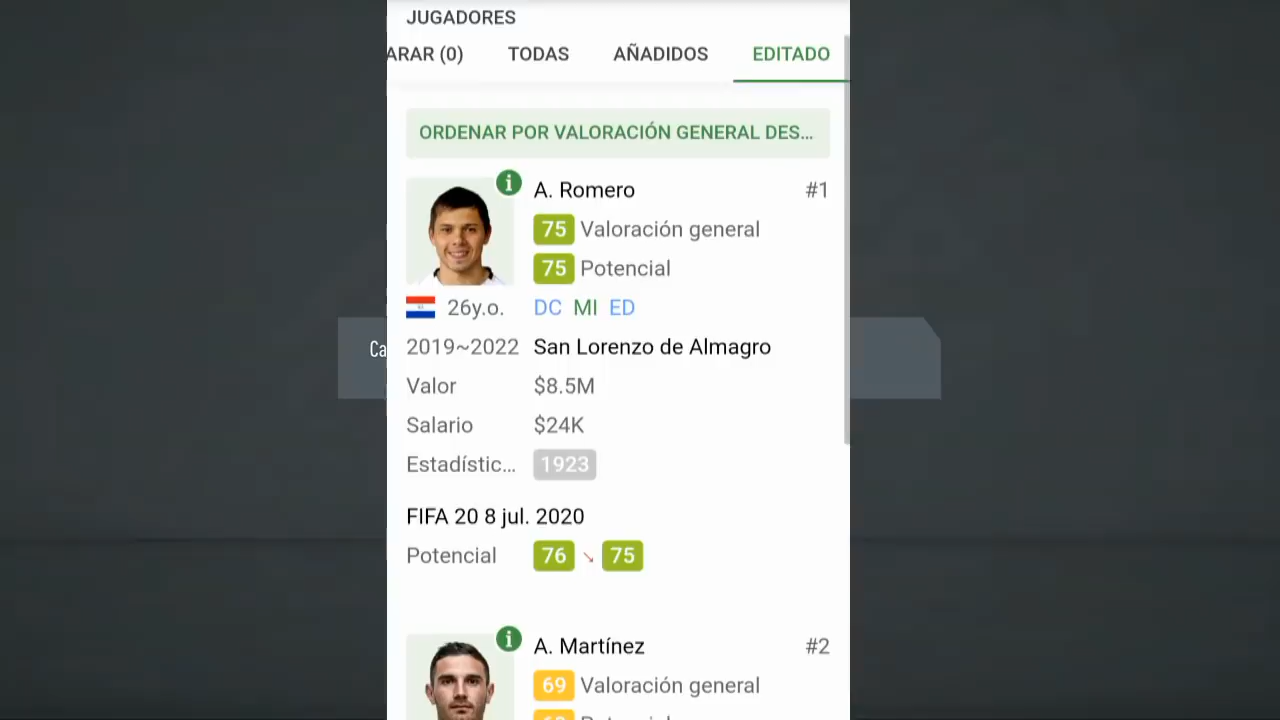 JUGADORES
ARAR (0) TODAS AÑADIDOS EDITADO
ORDENAR POR VALORACIÓN GENERAL DES...
A. Romero #1
75 Valoración general
75 Potencial
26y.o. DC MI ED
Ca
2019~2022 San Lorenzo de Almagro
Valor $8.5M
Salario $24K
Estadístic... 1923
FIFA 20 8 jul. 2020
Potencial 76 ↘ 75
A. Martínez #2
69 Valoración general